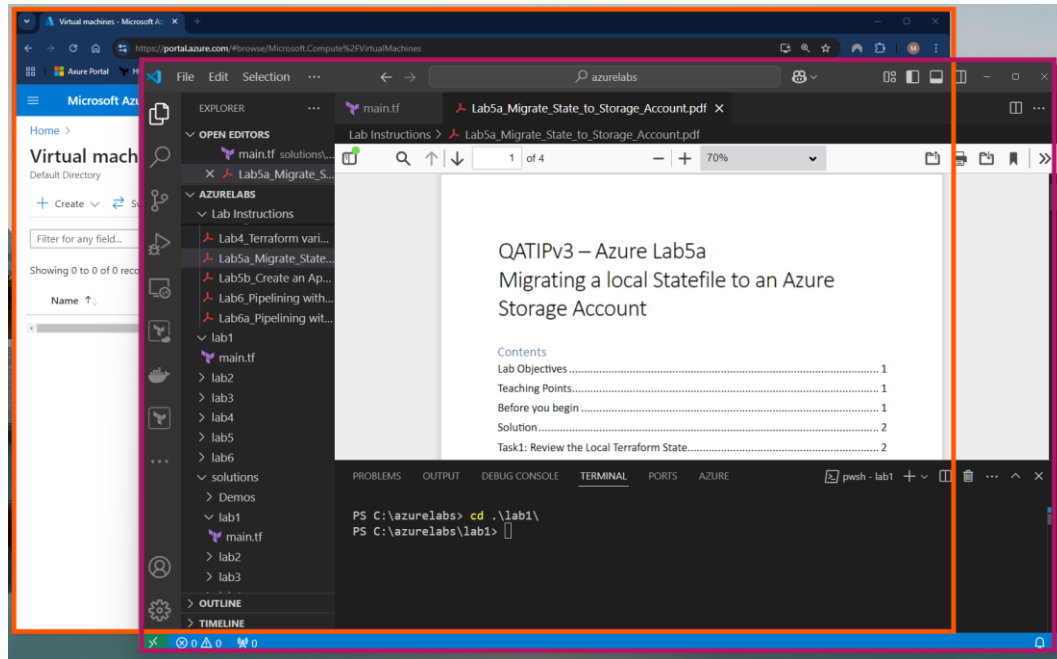 Virtual machines - Microsoft A
https://portal.azure.com/#browse/Microsoft.Compute%2FVirtualMachines
M
Azure Portal
Microsoft Azu
Home >
Virtual mach
Default Directory
Create
Filter for any field...
Showing 0 to 0 of 0 reco
Name ↑↓
File Edit Selection ···
azurelabs
EXPLORER ···
OPEN EDITORS
main.tf solutions\...
Lab5a_Migrate_S...
AZURELABS
Lab Instructions
Lab4_Terraform vari...
Lab5a_Migrate_State...
Lab5b_Create an Ap...
Lab6_Pipelining with...
Lab6a_Pipelining wit...
lab1
main.tf
lab2
lab3
lab4
lab5
lab6
solutions
Demos
lab1
main.tf
lab2
lab3
OUTLINE
TIMELINE
main.tf
Lab5a_Migrate_State_to_Storage_Account.pdf
Lab Instructions > Lab5a_Migrate_State_to_Storage_Account.pdf
1 of 4
70%
QATIPv3 – Azure Lab5a
Migrating a local Statefile to an Azure
Storage Account
Contents
Lab Objectives 1
Teaching Points 1
Before you begin 1
Solution 2
Task1: Review the Local Terraform State 2
PROBLEMS OUTPUT DEBUG CONSOLE TERMINAL PORTS AZURE
pwsh - lab1
PS C:\azurelabs> cd .\lab1\
PS C:\azurelabs\lab1>
0 0 0